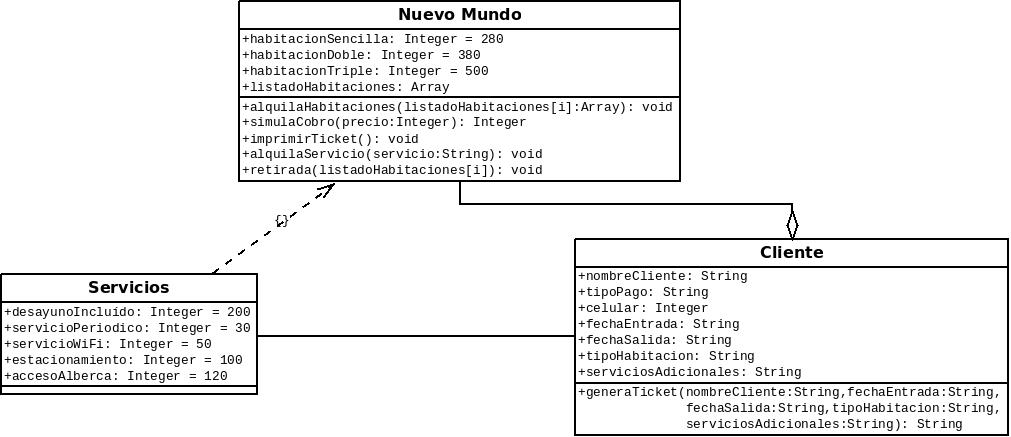 Nuevo Mundo
+habitacionSencilla: Integer = 280
+habitacionDoble: Integer = 380
+habitacionTriple: Integer = 500
+listadoHabitaciones: Array
+alquilaHabitaciones(listadoHabitaciones[i]:Array): void
+simulaCobro(precio:Integer): Integer
+imprimirTicket(): void
+alquilaServicio(servicio:String): void
+retirada(listadoHabitaciones[i]): void
{}
Servicios
+desayunoIncluído: Integer = 200
+servicioPeriodico: Integer = 30
+servicioWiFi: Integer = 50
+estacionamiento: Integer = 100
+accesoAlberca: Integer = 120
Cliente
+nombreCliente: String
+tipoPago: String
+celular: Integer
+fechaEntrada: String
+fechaSalida: String
+tipoHabitacion: String
+serviciosAdicionales: String
+generaTicket(nombreCliente:String,fechaEntrada:String,
fechaSalida:String,tipoHabitacion:String,
serviciosAdicionales:String): String